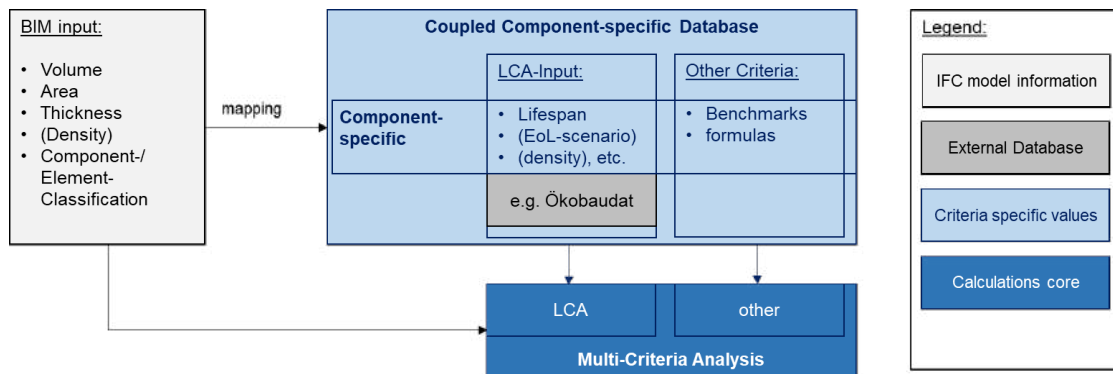 BIM input:
• Volume
• Area
• Thickness
• (Density)
• Component-/
Element-
Classification
mapping
Coupled Component-specific Database
LCA-Input:
Other Criteria:
Component-
specific
• Lifespan
• (EoL-scenario)
• (density), etc.
• Benchmarks
• formulas
e.g. Ökobaudat
LCA
other
Multi-Criteria Analysis
Legend:
IFC model information
External Database
Criteria specific values
Calculations core